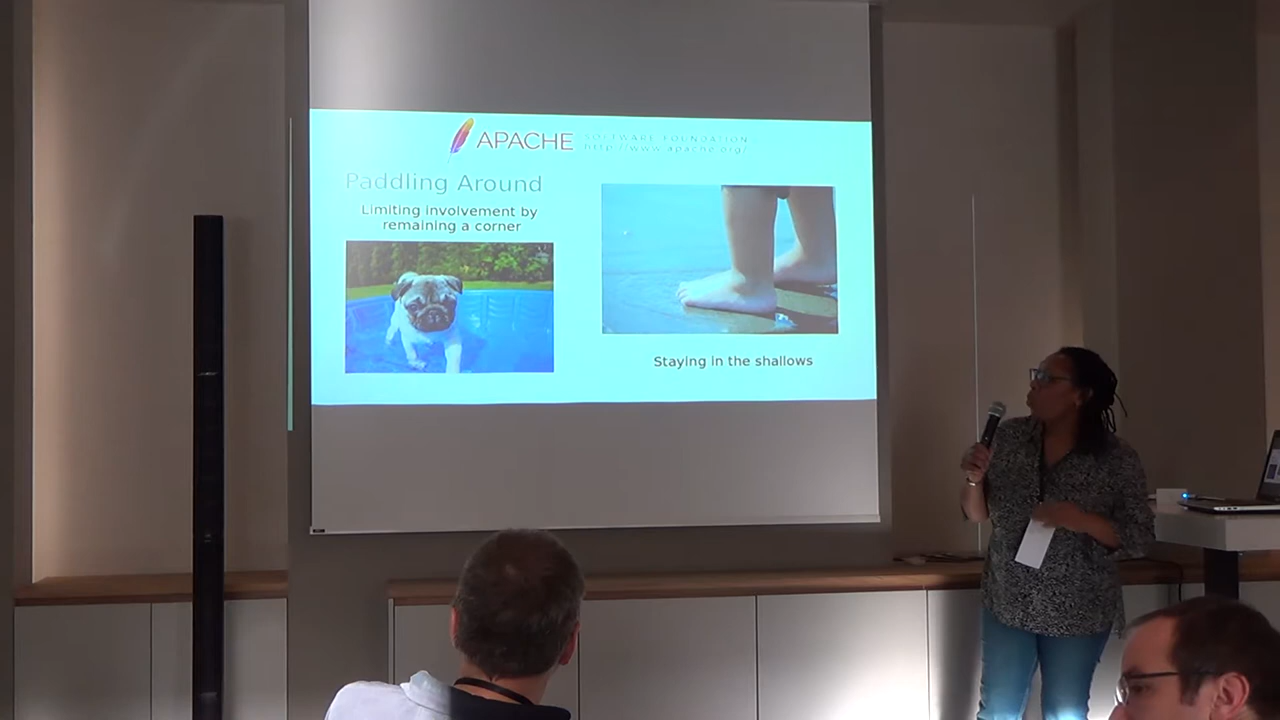 APACHE
SOFTWARE FOUNDATION
http://www.apache.org/
Paddling Around
Limiting involvement by
remaining a corner
Staying in the shallows